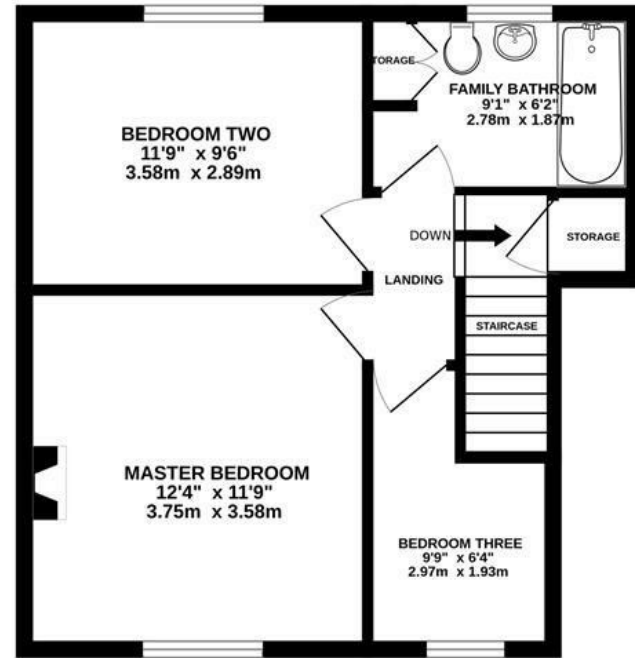 TORAGE
FAMILY BATHROOM
9'1" x 6'2"
2.78m x 1.87m
BEDROOM TWO
11'9" x 9'6"
3.58m x 2.89m
DOWN
STORAGE
LANDING
STAIRCASE
MASTER BEDROOM
12'4" x 11'9"
3.75m x 3.58m
BEDROOM THREE
9'9" x 6'4"
2.97m x 1.93m